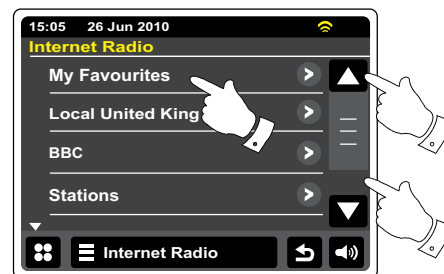 15:05 26 Jun 2010
Internet Radio
My Favourites
Local United King
BBC
Stations
Internet Radio